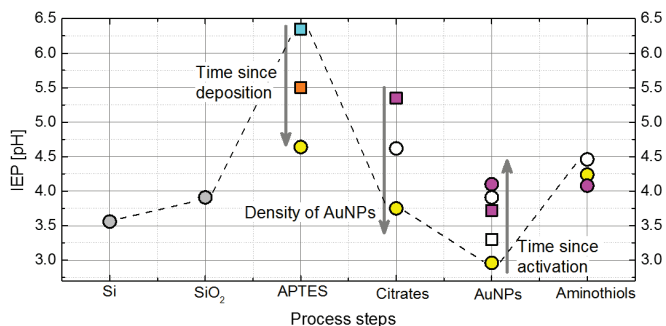 6.5
6.0
5.5
5.0
4.5
4.0
3.5
3.0
IEP [pH]
Time since
deposition
Density of AuNPs
Time since
activation
6.5
6.0
5.5
5.0
4.5
4.0
3.5
3.0
Si
SiO₂
APTES
Citrates
AuNPs
Aminothiols
Process steps